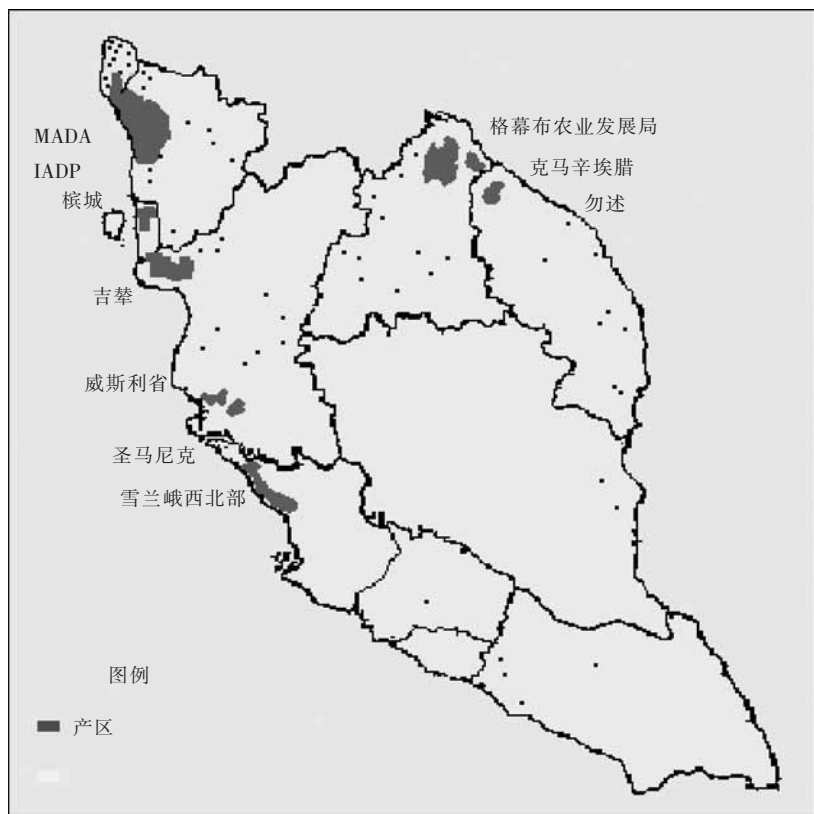 MADA
IADP
槟城
吉辇
威斯利省
圣马尼克
雪兰峨西北部
格幕布农业发展局
克马辛埃腊
勿述
图例
产区